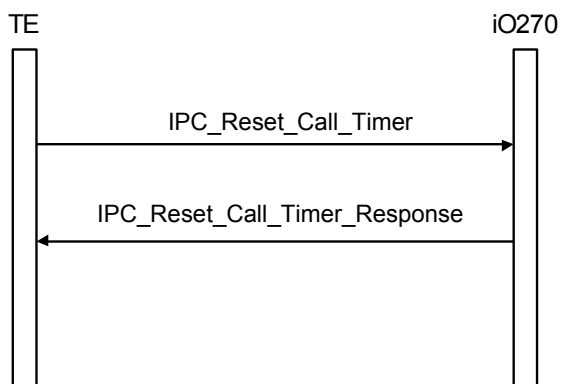 TE
iO270
IPC_Reset_Call_Timer
IPC_Reset_Call_Timer_Response